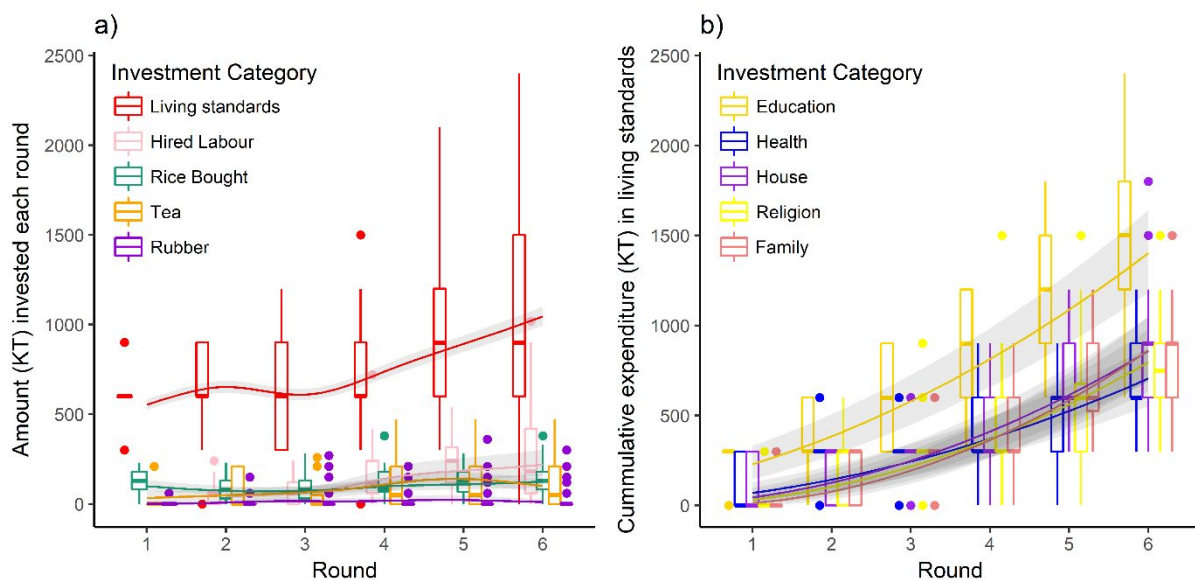 a)
Amount (KT) invested each round
2500
2000
1500
1000
500
0
Investment Category
Living standards
Hired Labour
Rice Bought
Tea
Rubber
1 2 3 4 5 6
Round
b)
Cummulative expenditure (KT) in living standards
2500
2000
1500
1000
500
0
Investment Category
Education
Health
House
Religion
Family
1 2 3 4 5 6
Round